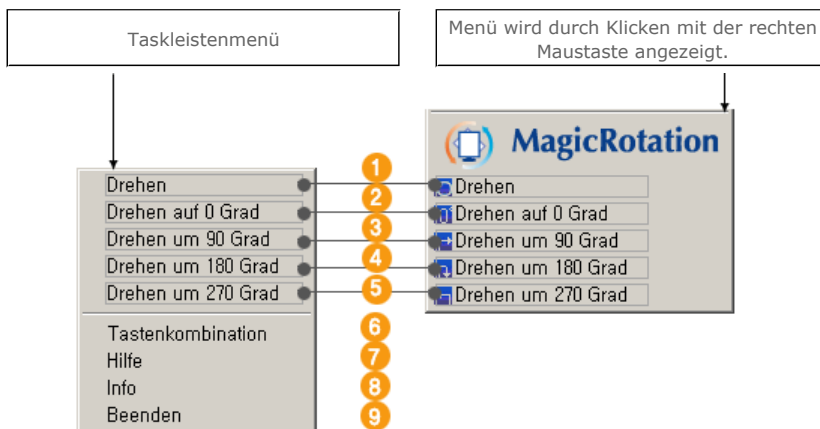 Taskleistenmenü
Menü wird durch Klicken mit der rechten
Maustaste angezeigt.
MagicRotation
Drehen
Drehen auf 0 Grad
Drehen um 90 Grad
Drehen um 180 Grad
Drehen um 270 Grad
Tastenkombination
Hilfe
Info
Beenden
1
2
3
4
5
6
7
8
9
Drehen
Drehen auf 0 Grad
Drehen um 90 Grad
Drehen um 180 Grad
Drehen um 270 Grad